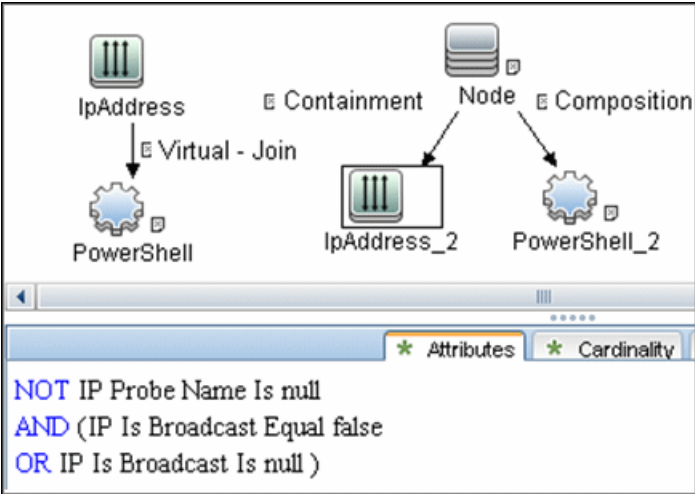 IpAddress
Virtual - Join
PowerShell
Node
Containment
Composition
IpAddress_2
PowerShell_2
* Attributes
* Cardinality
NOT IP Probe Name Is null
AND (IP Is Broadcast Equal false
OR IP Is Broadcast Is null )